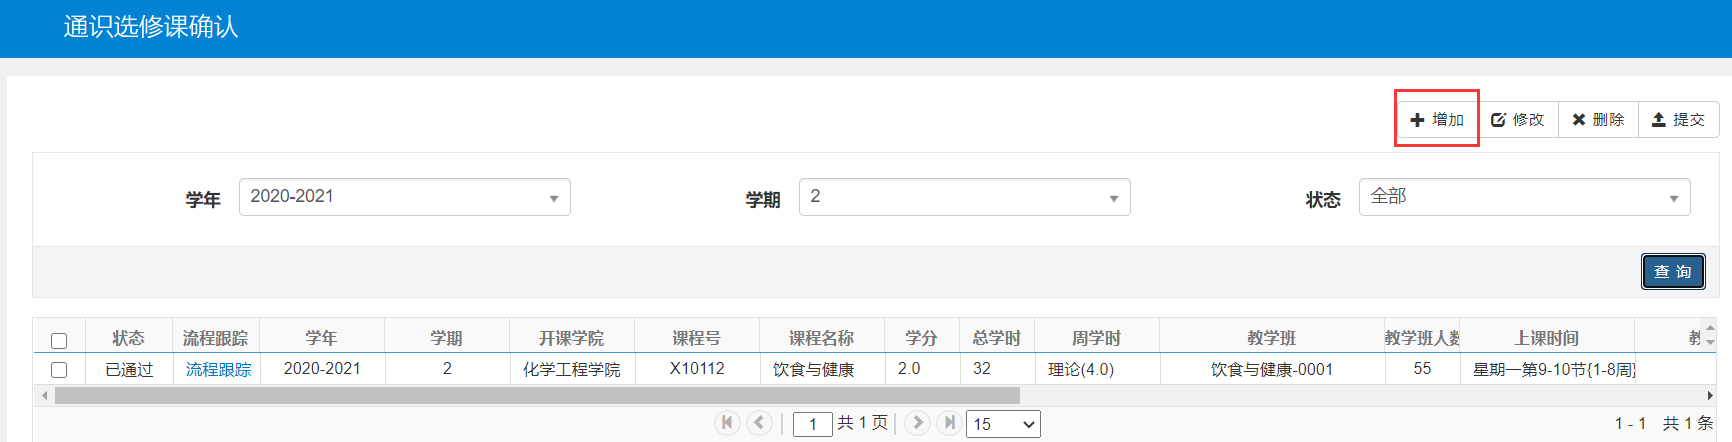 通识选修课确认
增加 修改 删除 提交
学年 2020-2021 学期 2 状态 全部
查 询
状态 流程跟踪 学年 学期 开课学院 课程号 课程名称 学分 总学时 周学时 教学班 教学班人数 上课时间
已通过 流程跟踪 2020-2021 2 化学工程学院 X10112 饮食与健康 2.0 32 理论(4.0) 饮食与健康-0001 55 星期一第9-10节{1-8周}
1 共 1 页 15 1 - 1 共 1 条